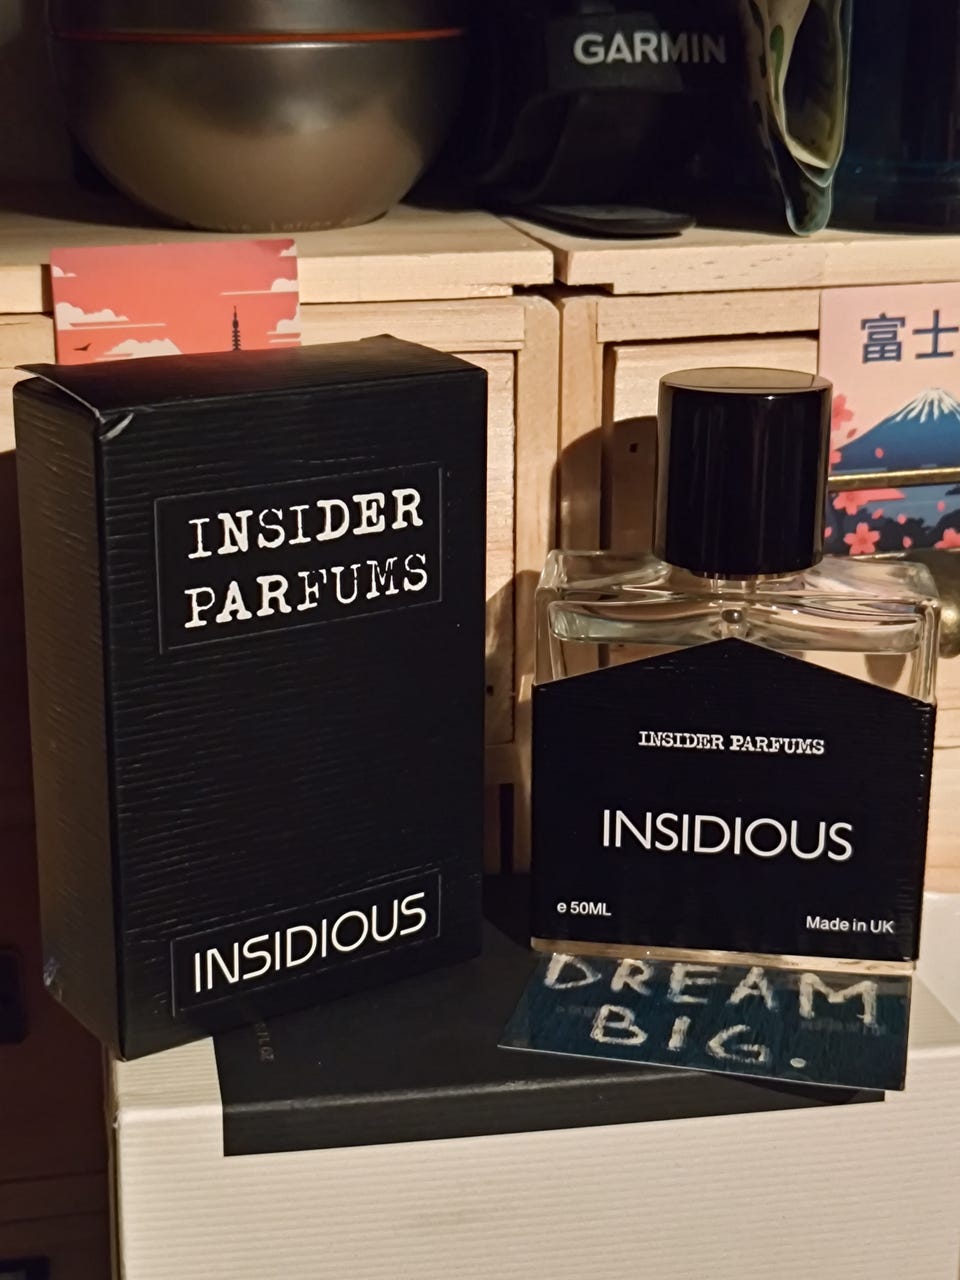 GARMIN
富士
INSIDER
PARFUMS
INSIDIOUS
INSIDER PARFUMS
INSIDIOUS
e 50ML
Made in UK
DREAM
BIG.